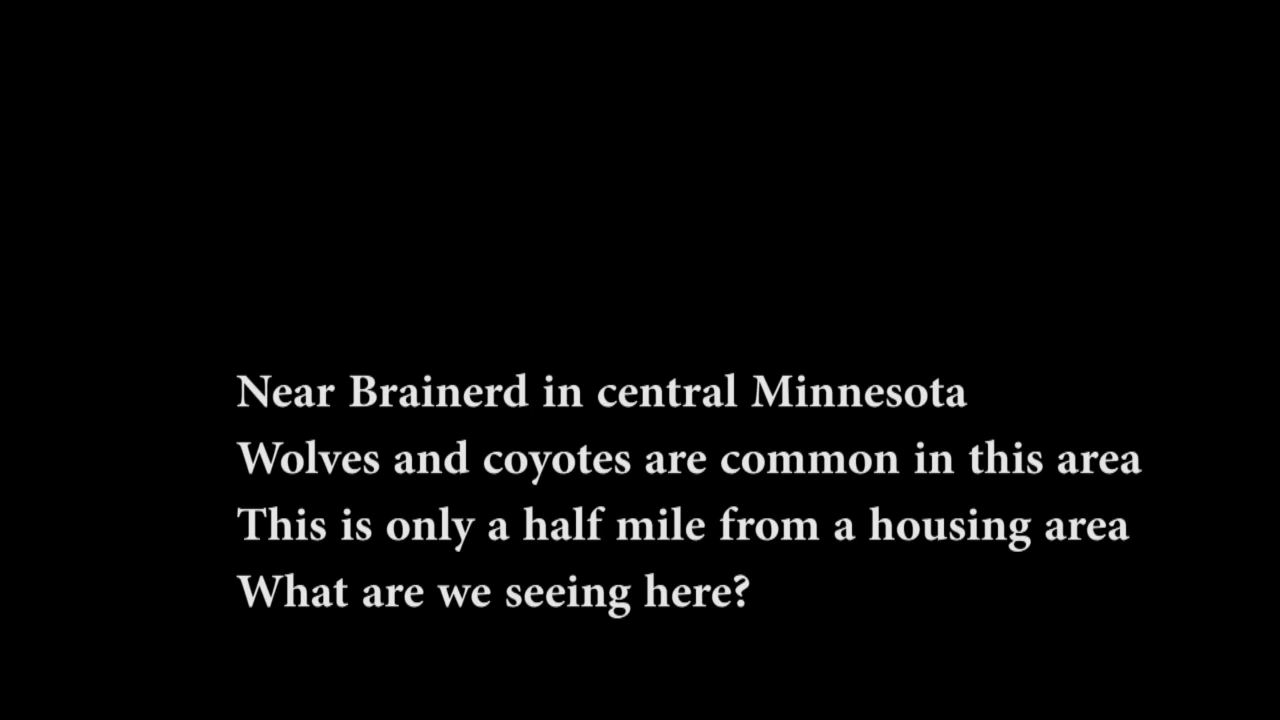 Near Brainerd in central Minnesota
Wolves and coyotes are common in this area
This is only a half mile from a housing area
What are we seeing here?